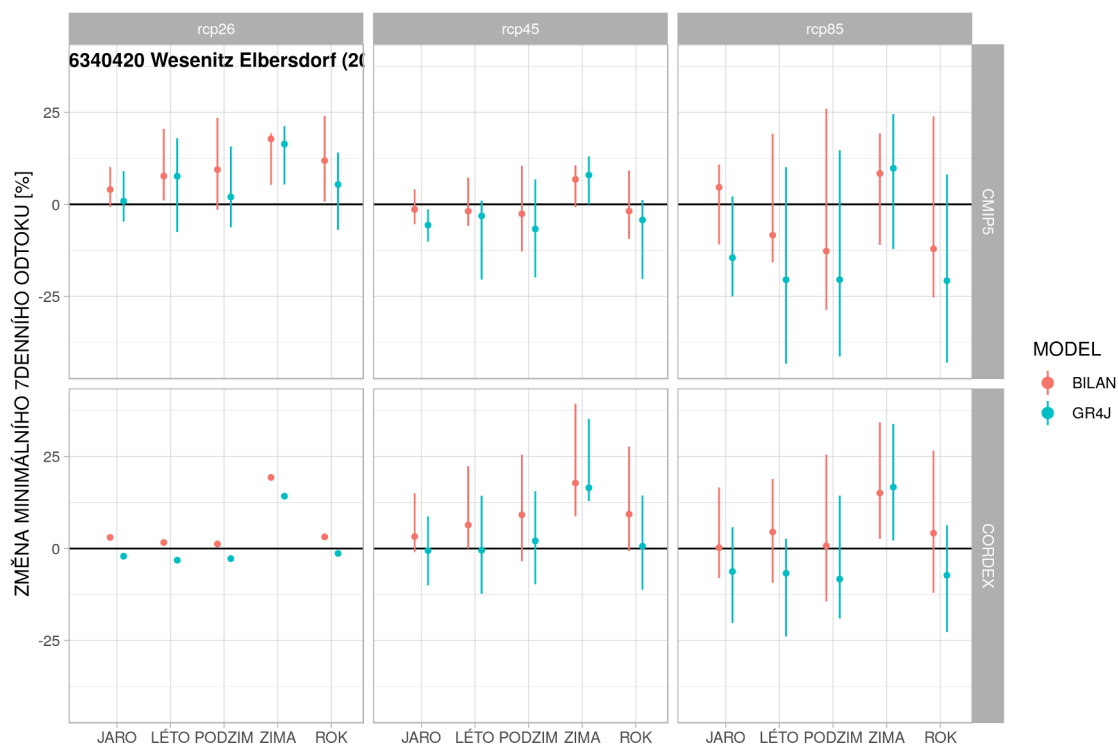 rcp26
rcp45
rcp85
6340420 Wesenitz Elbersdorf (20
25
0
-25
CMIP5
25
0
-25
CORDEX
ZMĚNA MINIMÁLNÍHO 7DENNÍHO ODTOKU [%]
JARO LÉTO PODZIM ZIMA ROK
JARO LÉTO PODZIM ZIMA ROK
JARO LÉTO PODZIM ZIMA ROK
MODEL
BILAN
GR4J